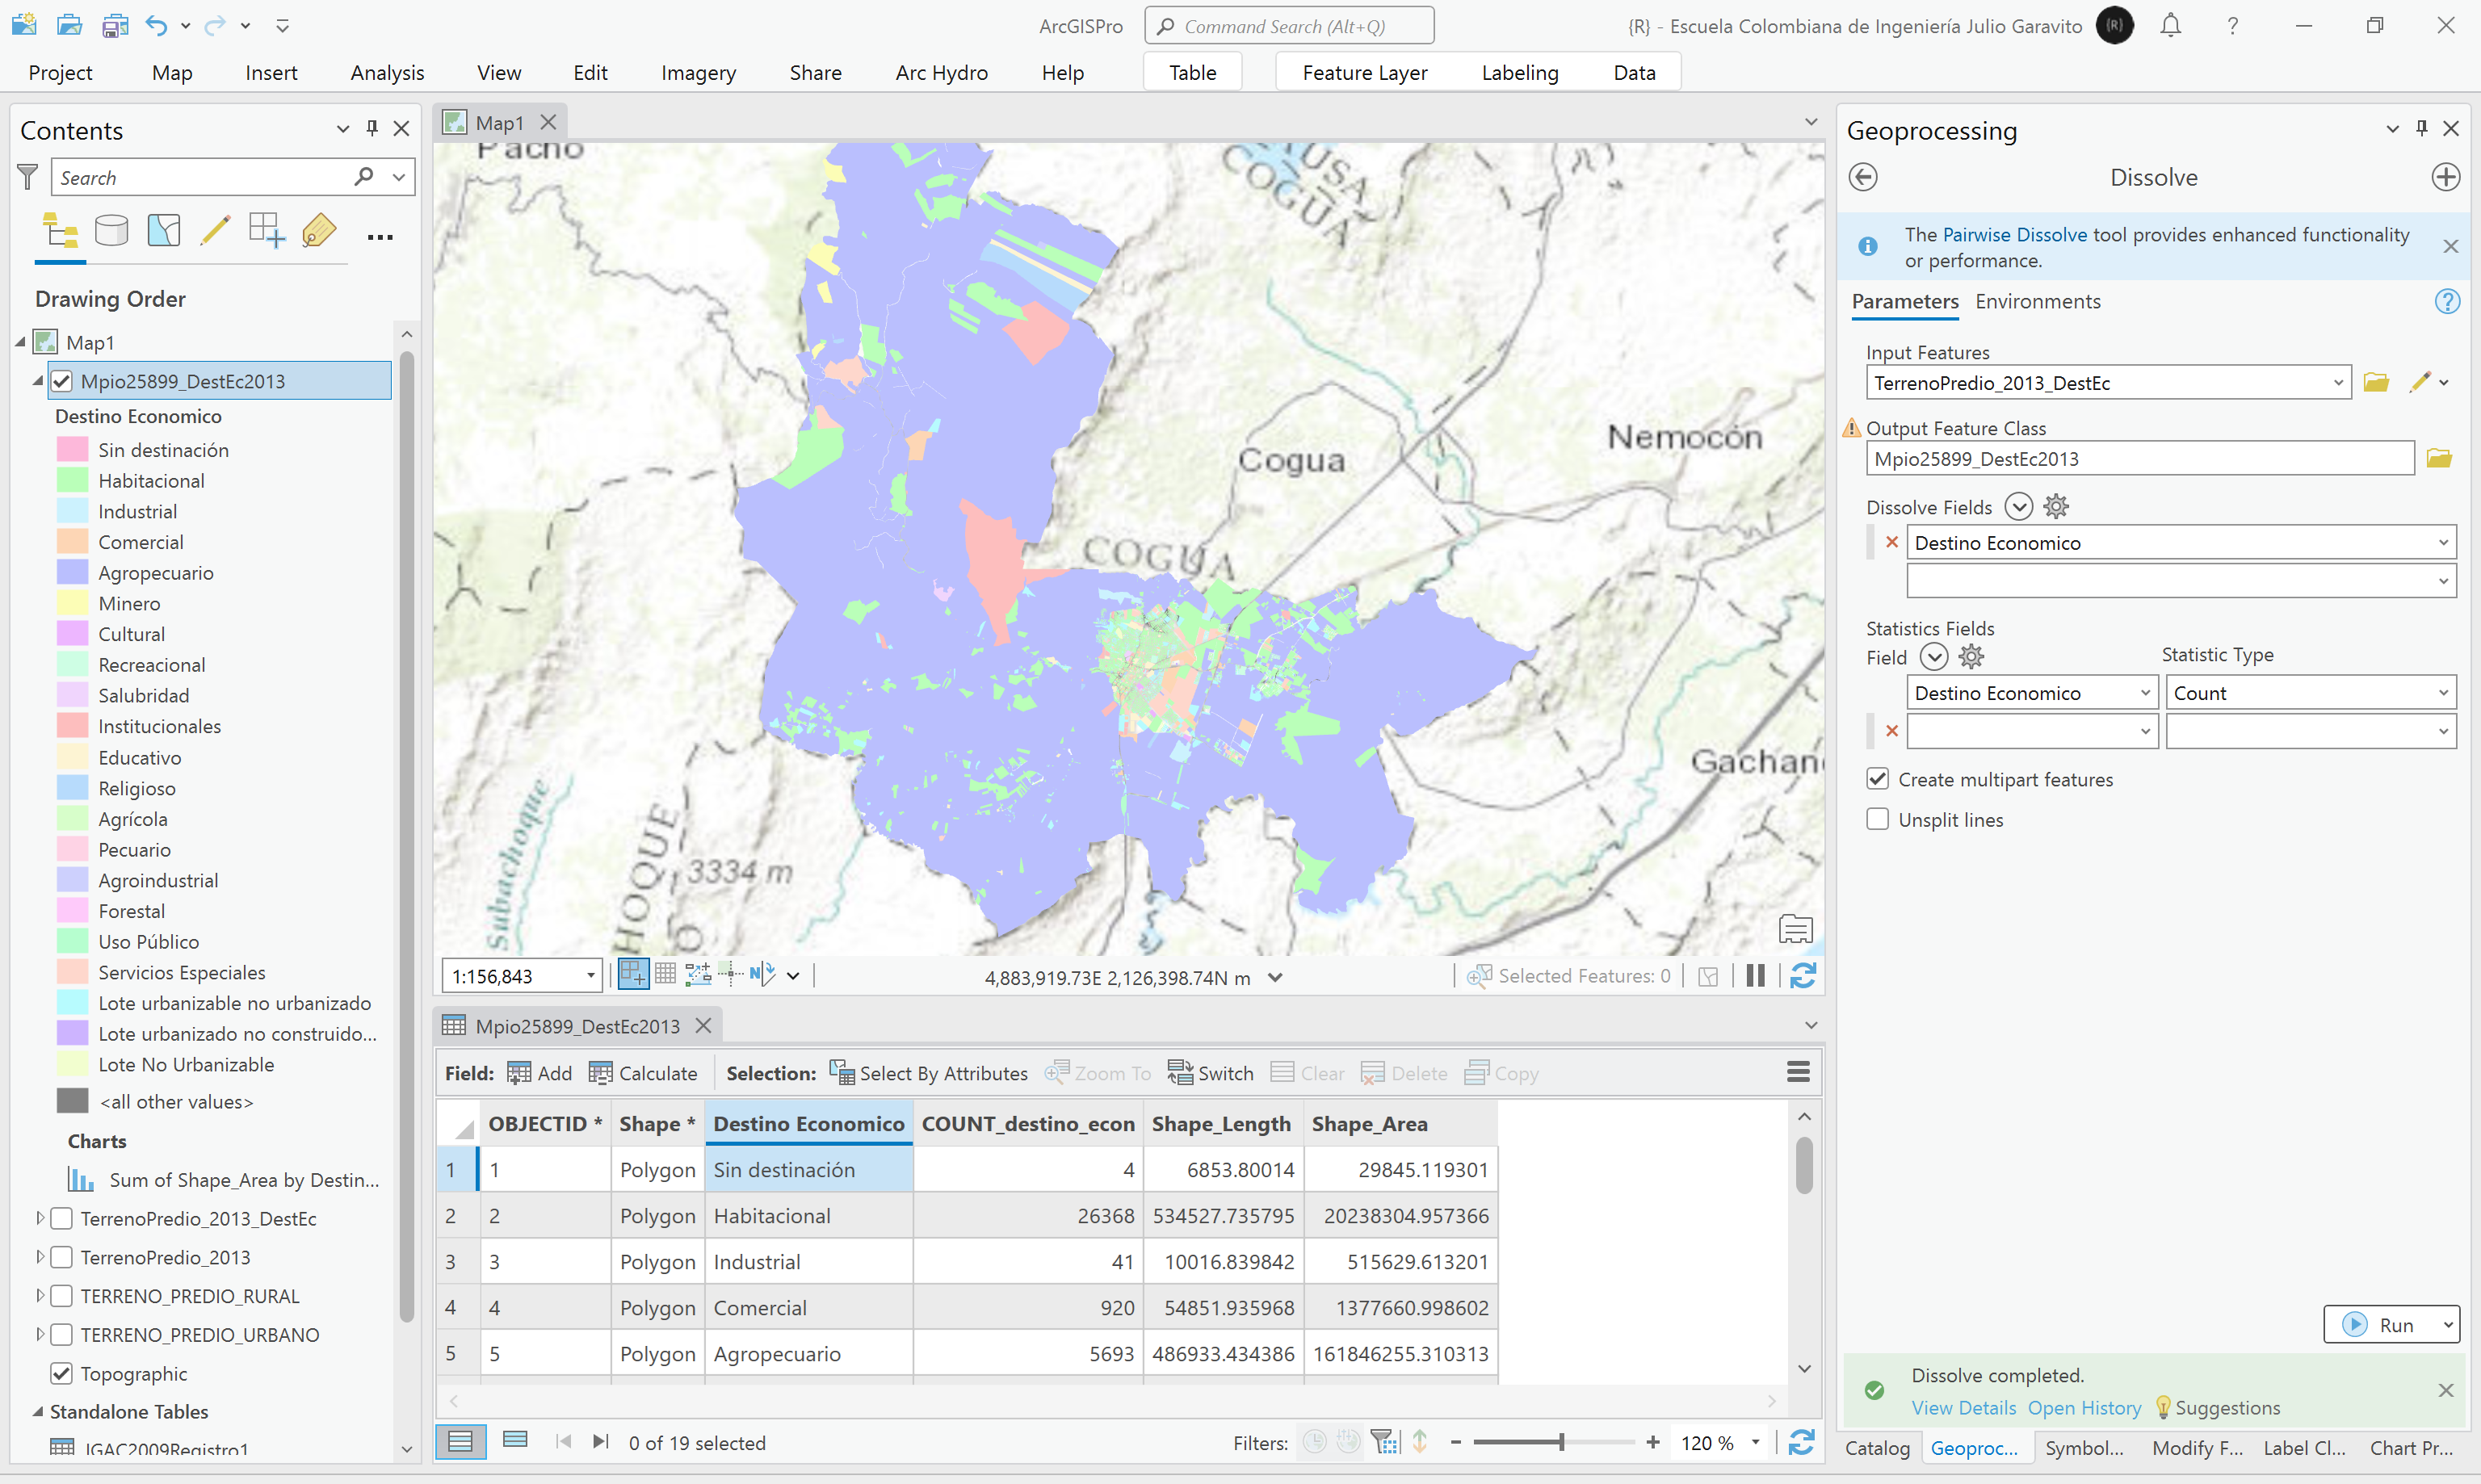 ArcGISPro
Command Search (Alt+Q)
{R} - Escuela Colombiana de Ingeniería Julio Garavito
{R}
?
Project Map Insert Analysis View Edit Imagery Share Arc Hydro Help Table Feature Layer Labeling Data
Contents
Search
Drawing Order
Map1
Mpio25899_DestEc2013
Destino Economico
Sin destinación
Habitacional
Industrial
Comercial
Agropecuario
Minero
Cultural
Recreacional
Salubridad
Institucionales
Educativo
Religioso
Agrícola
Pecuario
Agroindustrial
Forestal
Uso Público
Servicios Especiales
Lote urbanizable no urbanizado
Lote urbanizado no construido...
Lote No Urbanizable
<all other values>
Charts
Sum of Shape_Area by Destin...
TerrenoPredio_2013_DestEc
TerrenoPredio_2013
TERRENO_PREDIO_RURAL
TERRENO_PREDIO_URBANO
Topographic
Standalone Tables
IGAC2009Registro1
Map1
Pacho
USA
COGUA
Nemocón
Cogua
COGUA
Gachan
Subachoque
HOQUE
3334 m
1:156,843
4,883,919.73E 2,126,398.74N m
Selected Features: 0
Mpio25899_DestEc2013
Field: Add Calculate Selection: Select By Attributes Zoom To Switch Clear Delete Copy
OBJECTID * Shape * Destino Economico COUNT_destino_econ Shape_Length Shape_Area
1 1 Polygon Sin destinación 4 6853.80014 29845.119301
2 2 Polygon Habitacional 26368 534527.735795 20238304.957366
3 3 Polygon Industrial 41 10016.839842 515629.613201
4 4 Polygon Comercial 920 54851.935968 1377660.998602
5 5 Polygon Agropecuario 5693 486933.434386 161846255.310313
0 of 19 selected
Filters:
120 %
Geoprocessing
Dissolve
The Pairwise Dissolve tool provides enhanced functionality
or performance.
Parameters Environments
?
Input Features
TerrenoPredio_2013_DestEc
Output Feature Class
Mpio25899_DestEc2013
Dissolve Fields
Destino Economico
Statistics Fields
Field Statistic Type
Destino Economico Count
Create multipart features
Unsplit lines
Run
Dissolve completed.
View Details Open History Suggestions
Catalog Geoproc... Symbol... Modify F... Label Cl... Chart Pr...